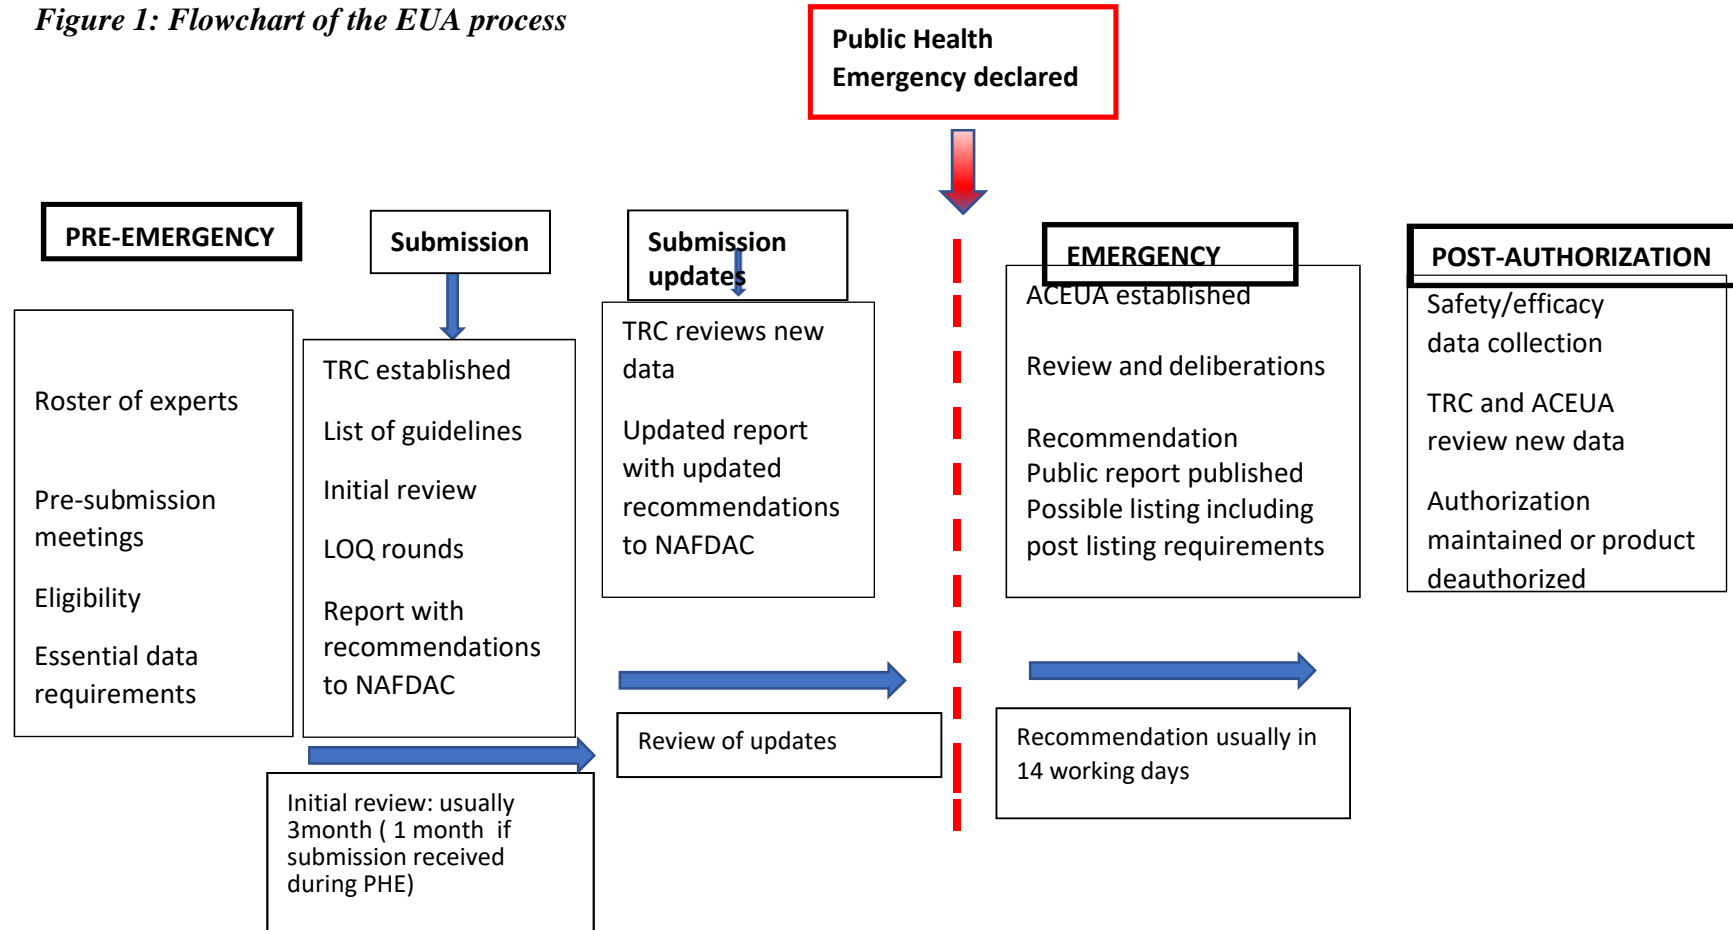 Figure 1: Flowchart of the EUA process
Public Health
Emergency declared
PRE-EMERGENCY
Roster of experts
Pre-submission
meetings
Eligibility
Essential data
requirements
Submission
TRC established
List of guidelines
Initial review
LOQ rounds
Report with
recommendations
to NAFDAC
Initial review: usually
3month ( 1 month  if
submission received
during PHE)
Submission
updates
TRC reviews new
data
Updated report
with updated
recommendations
to NAFDAC
Review of updates
EMERGENCY
ACEUA established
Review and deliberations
Recommendation
Public report published
Possible listing including
post listing requirements
Recommendation usually in
14 working days
POST-AUTHORIZATION
Safety/efficacy
data collection
TRC and ACEUA
review new data
Authorization
maintained or product
deauthorized